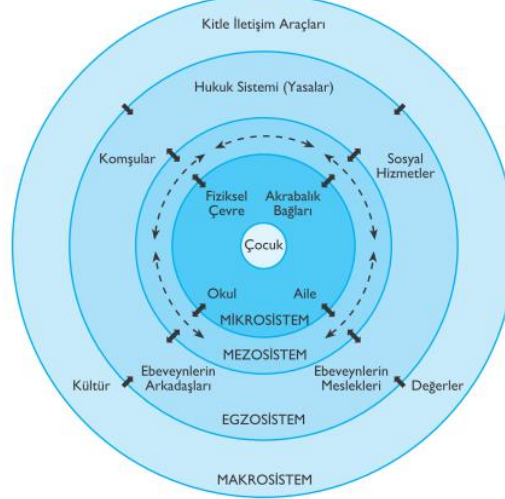 Kitle İletişim Araçları
Hukuk Sistemi (Yasalar)
Komşular
Sosyal
Hizmetler
Fiziksel
Çevre
Akrabalık
Bağları
Çocuk
Okul
Aile
MİKROSİSTEM
MEZOSİSTEM
Kültür
Ebeveynlerin
Arkadaşları
Ebeveynlerin
Meslekleri
Değerler
EGZOSİSTEM
MAKROSİSTEM